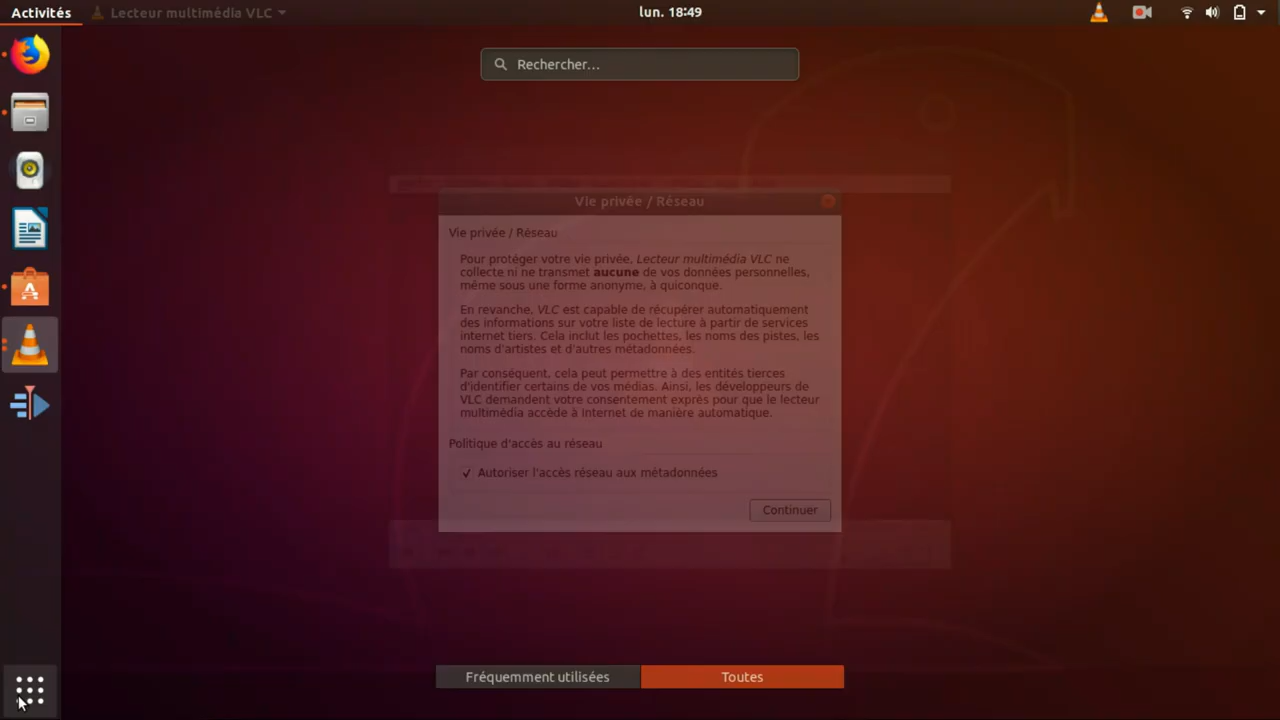 Activités
Lecteur multimédia VLC
lun. 18:49
Rechercher...
Vie privée / Réseau
Vie privée / Réseau
Pour protéger votre vie privée, Lecteur multimédia VLC ne
collecte ni ne transmet aucune de vos données personnelles,
même sous une forme anonyme, à quiconque.
En revanche, VLC est capable de récupérer automatiquement
des informations sur votre liste de lecture à partir de services
internet tiers. Cela inclut les pochettes, les noms des pistes, les
noms d'artistes et d'autres métadonnées.
Par conséquent, cela peut permettre à des entités tierces
d'identifier certains de vos médias. Ainsi, les développeurs de
VLC demandent votre consentement exprès pour que le lecteur
multimédia accède à Internet de manière automatique.
Politique d'accès au réseau
Autoriser l'accès réseau aux métadonnées
Continuer
Fréquemment utilisées
Toutes